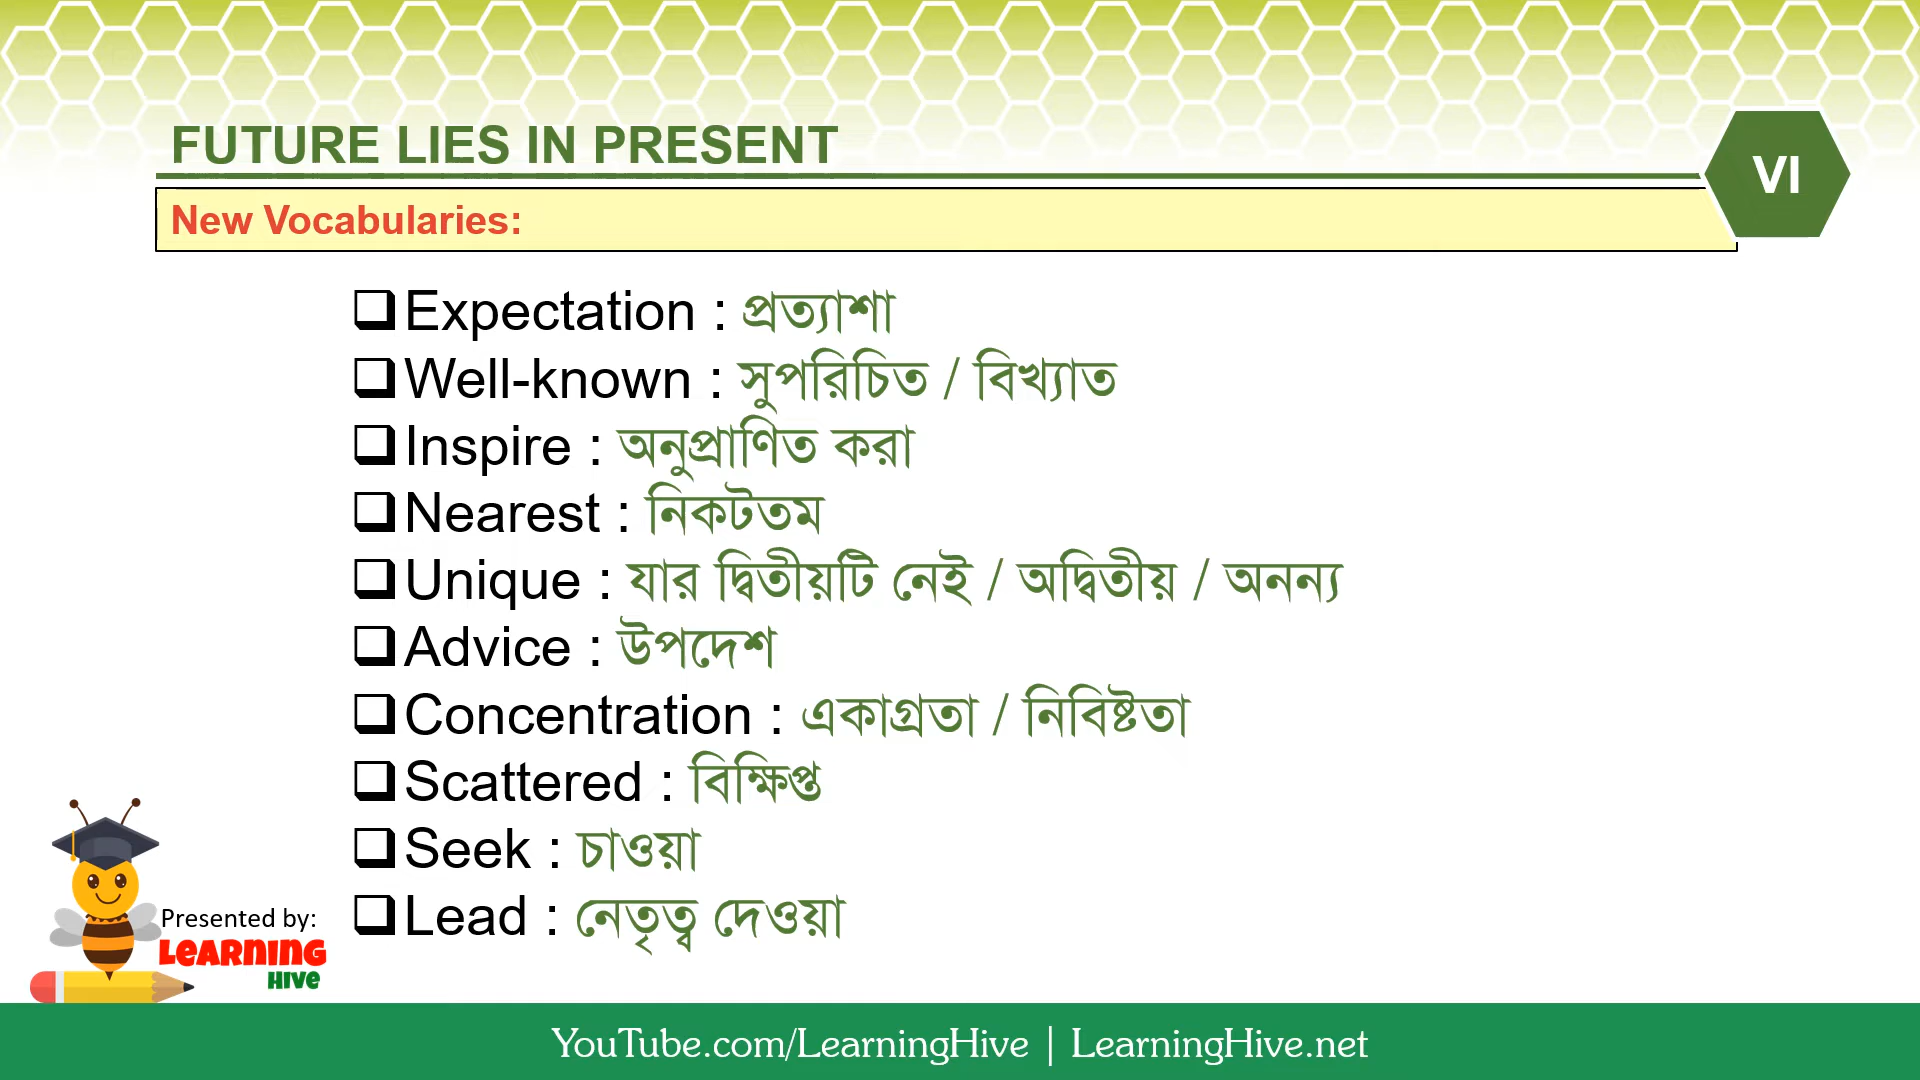 FUTURE LIES IN PRESENT
VI
New Vocabularies:
Expectation : প্রত্যাশা
Well-known : সুপরিচিত / বিখ্যাত
Inspire : অনুপ্রাণিত করা
Nearest : নিকটতম
Unique : যার দ্বিতীয়টি নেই / অদ্বিতীয় / অনন্য
Advice : উপদেশ
Concentration : একাগ্রতা / নিবিষ্টতা
Scattered : বিক্ষিপ্ত
Seek : চাওয়া
Lead : নেতৃত্ব দেওয়া
Presented by:
LEARNING
HIVE
YouTube.com/LearningHive | LearningHive.net